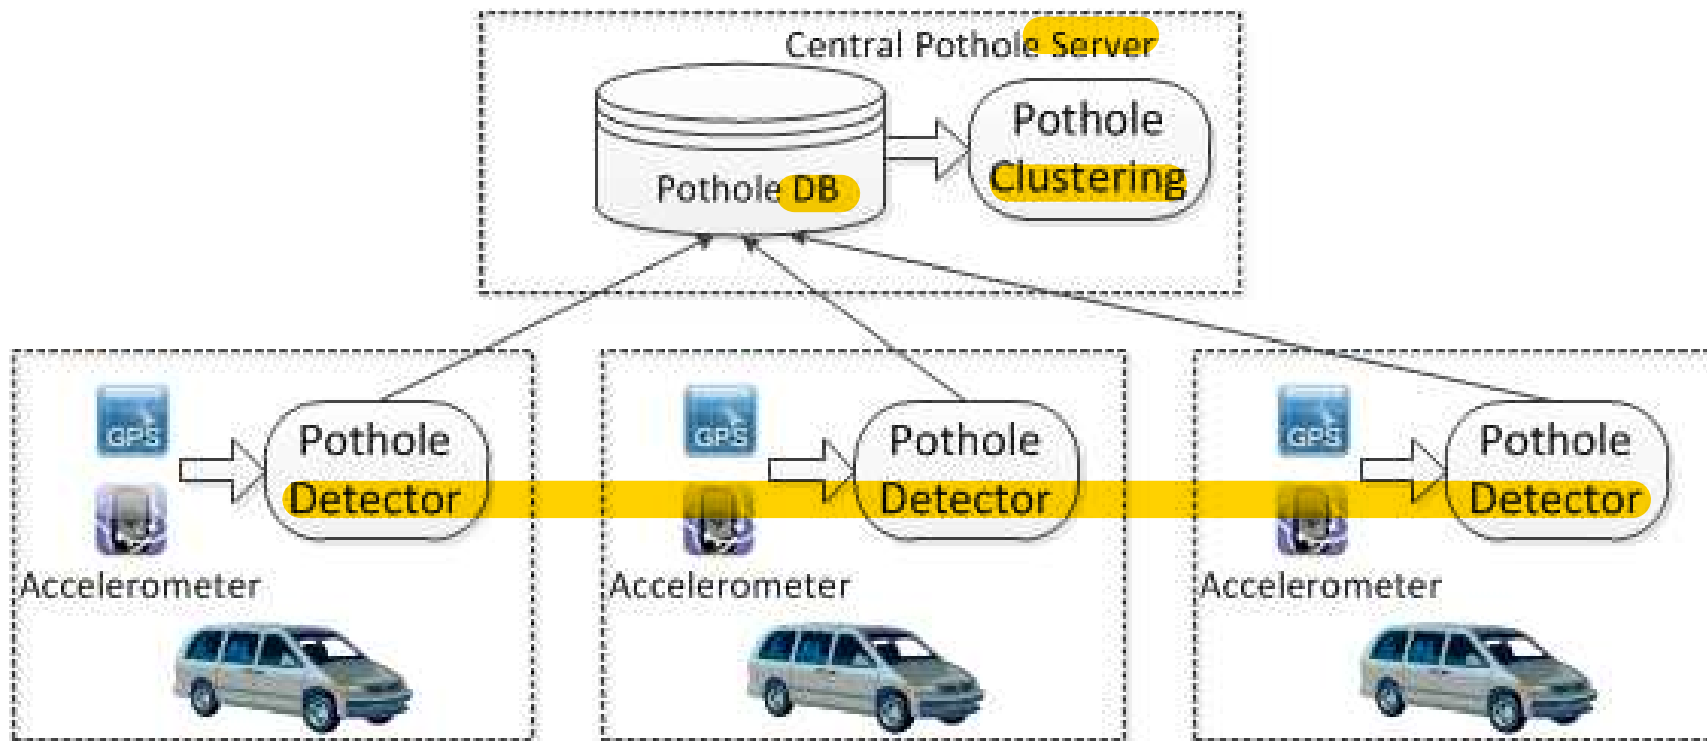 Central Pothole Server
Pothole
Clustering
Pothole DB
GPS
Pothole
Detector
Accelerometer
GPS
Pothole
Detector
Accelerometer
GPS
Pothole
Detector
Accelerometer